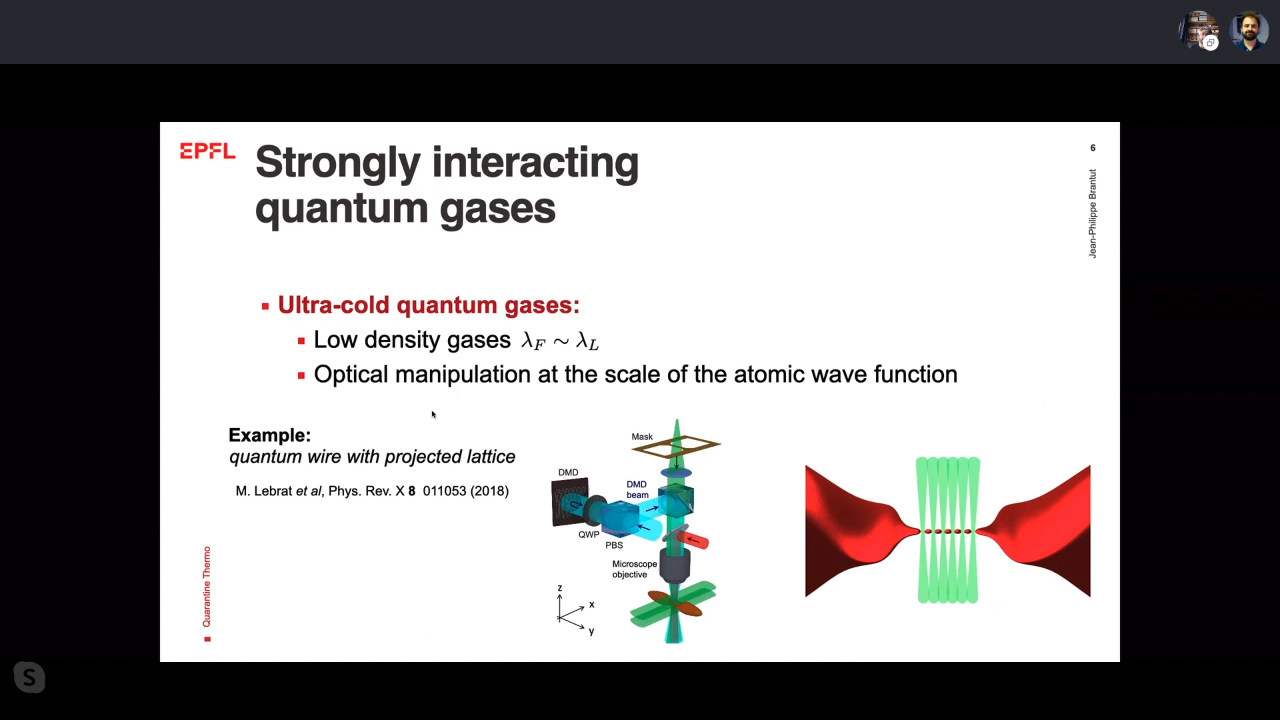 EPFL
Strongly interacting
quantum gases
6
Jean-Philippe Brantut
Ultra-cold quantum gases:
Low density gases λ_F ∼ λ_L
Optical manipulation at the scale of the atomic wave function
Example:
quantum wire with projected lattice
M. Lebrat et al, Phys. Rev. X 8 011053 (2018)
Mask
DMD
DMD
beam
QWP
PBS
Microscope
objective
z
x
y
Quarantine Thermo
S